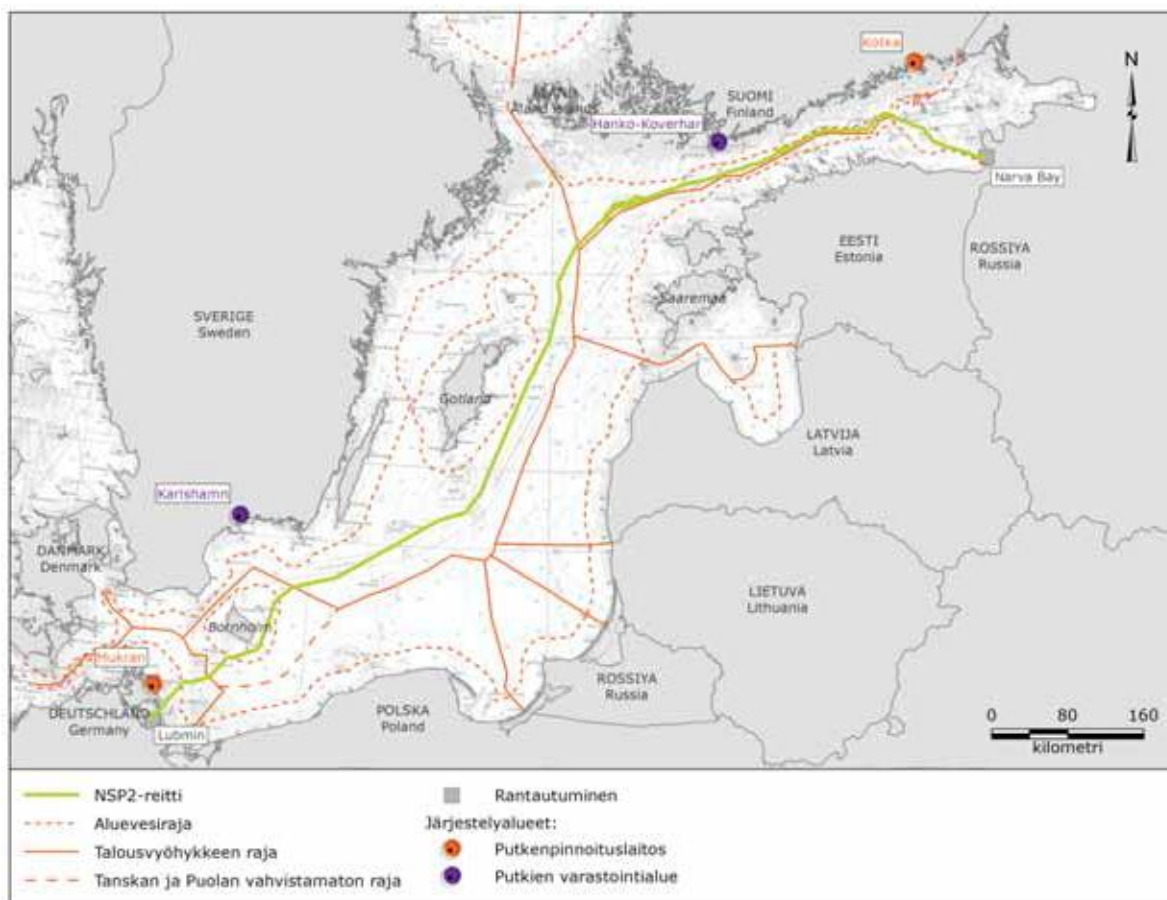 Kotka
N
SUOMI
Finland
Hanko-Koverhar
Narva Bay
EESTI
Estonia
ROSSIYA
Russia
Saaremaa
SVERIGE
Sweden
Gotland
LATVIJA
Latvia
Karlshamn
DANMARK
Denmark
LIETUVA
Lithuania
Bornholm
Mukran
ROSSIYA
Russia
POLSKA
Poland
DEUTSCHLAND
Germany
Lubmin
0 80 160
kilometri
NSP2-reitti
Aluevesiraja
Talousvyöhykkeen raja
Tanskan ja Puolan vahvistamaton raja
Rantautuminen
Järjestelyalueet:
Putkenpinnoituslaitos
Putkien varastointialue